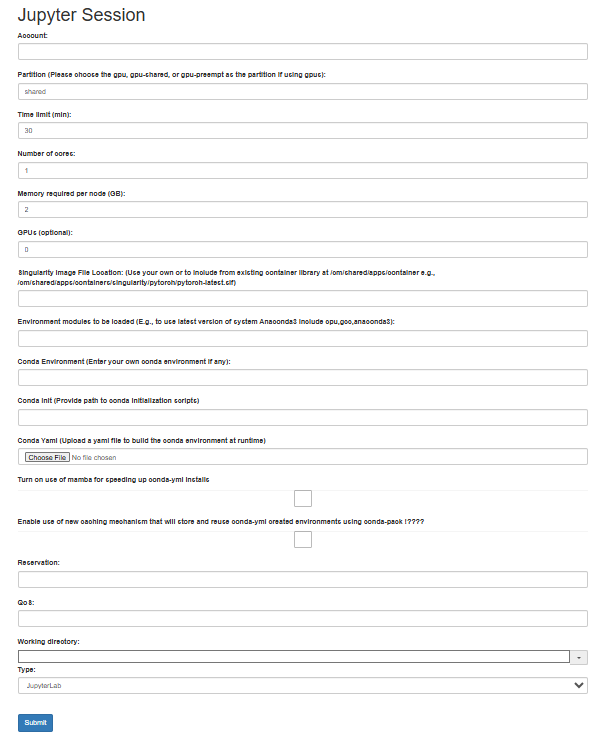 Jupyter Session
Account:
Partition (Please choose the gpu, gpu-shared, or gpu-preempt as the partition if using gpus):
shared
Time limit (min):
30
Number of cores:
1
Memory required per node (GB):
2
GPUs (optional):
0
Singularity Image File Location: (Use your own or to include from existing container library at /cm/shared/apps/container e.g.,
/cm/shared/apps/containers/singularity/pytorch/pytorch-latest.sif)
Environment modules to be loaded (E.g., to use latest version of system Anaconda3 include cpu,gcc,anaconda3):
Conda Environment (Enter your own conda environment if any):
Conda Init (Provide path to conda initialization scripts)
Conda Yaml (Upload a yaml file to build the conda environment at runtime)
Choose File No file chosen
Turn on use of mamba for speeding up conda-yml installs
Enable use of new caching mechanism that will store and reuse conda-yml created environments using conda-pack !????
Reservation:
QoS:
Working directory:
Type:
JupyterLab
Submit